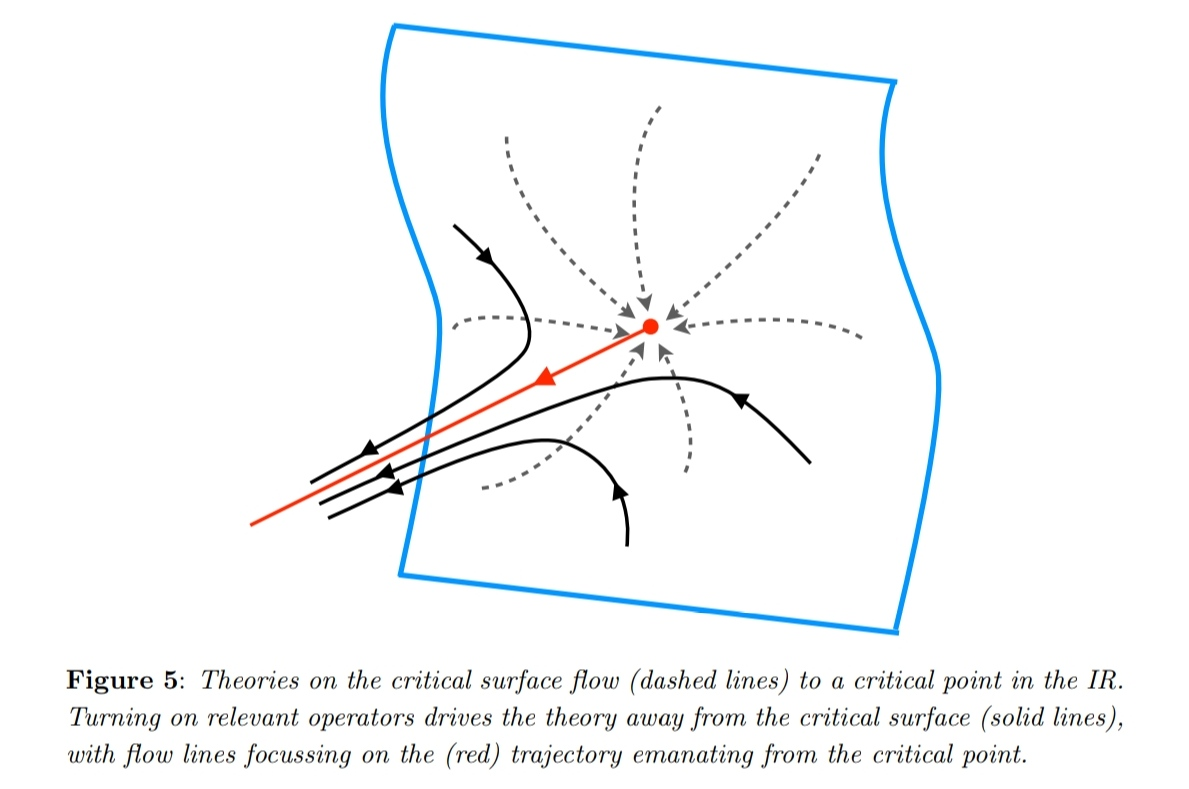 Figure 5: Theories on the critical surface flow (dashed lines) to a critical point in the IR.
Turning on relevant operators drives the theory away from the critical surface (solid lines),
with flow lines focussing on the (red) trajectory emanating from the critical point.